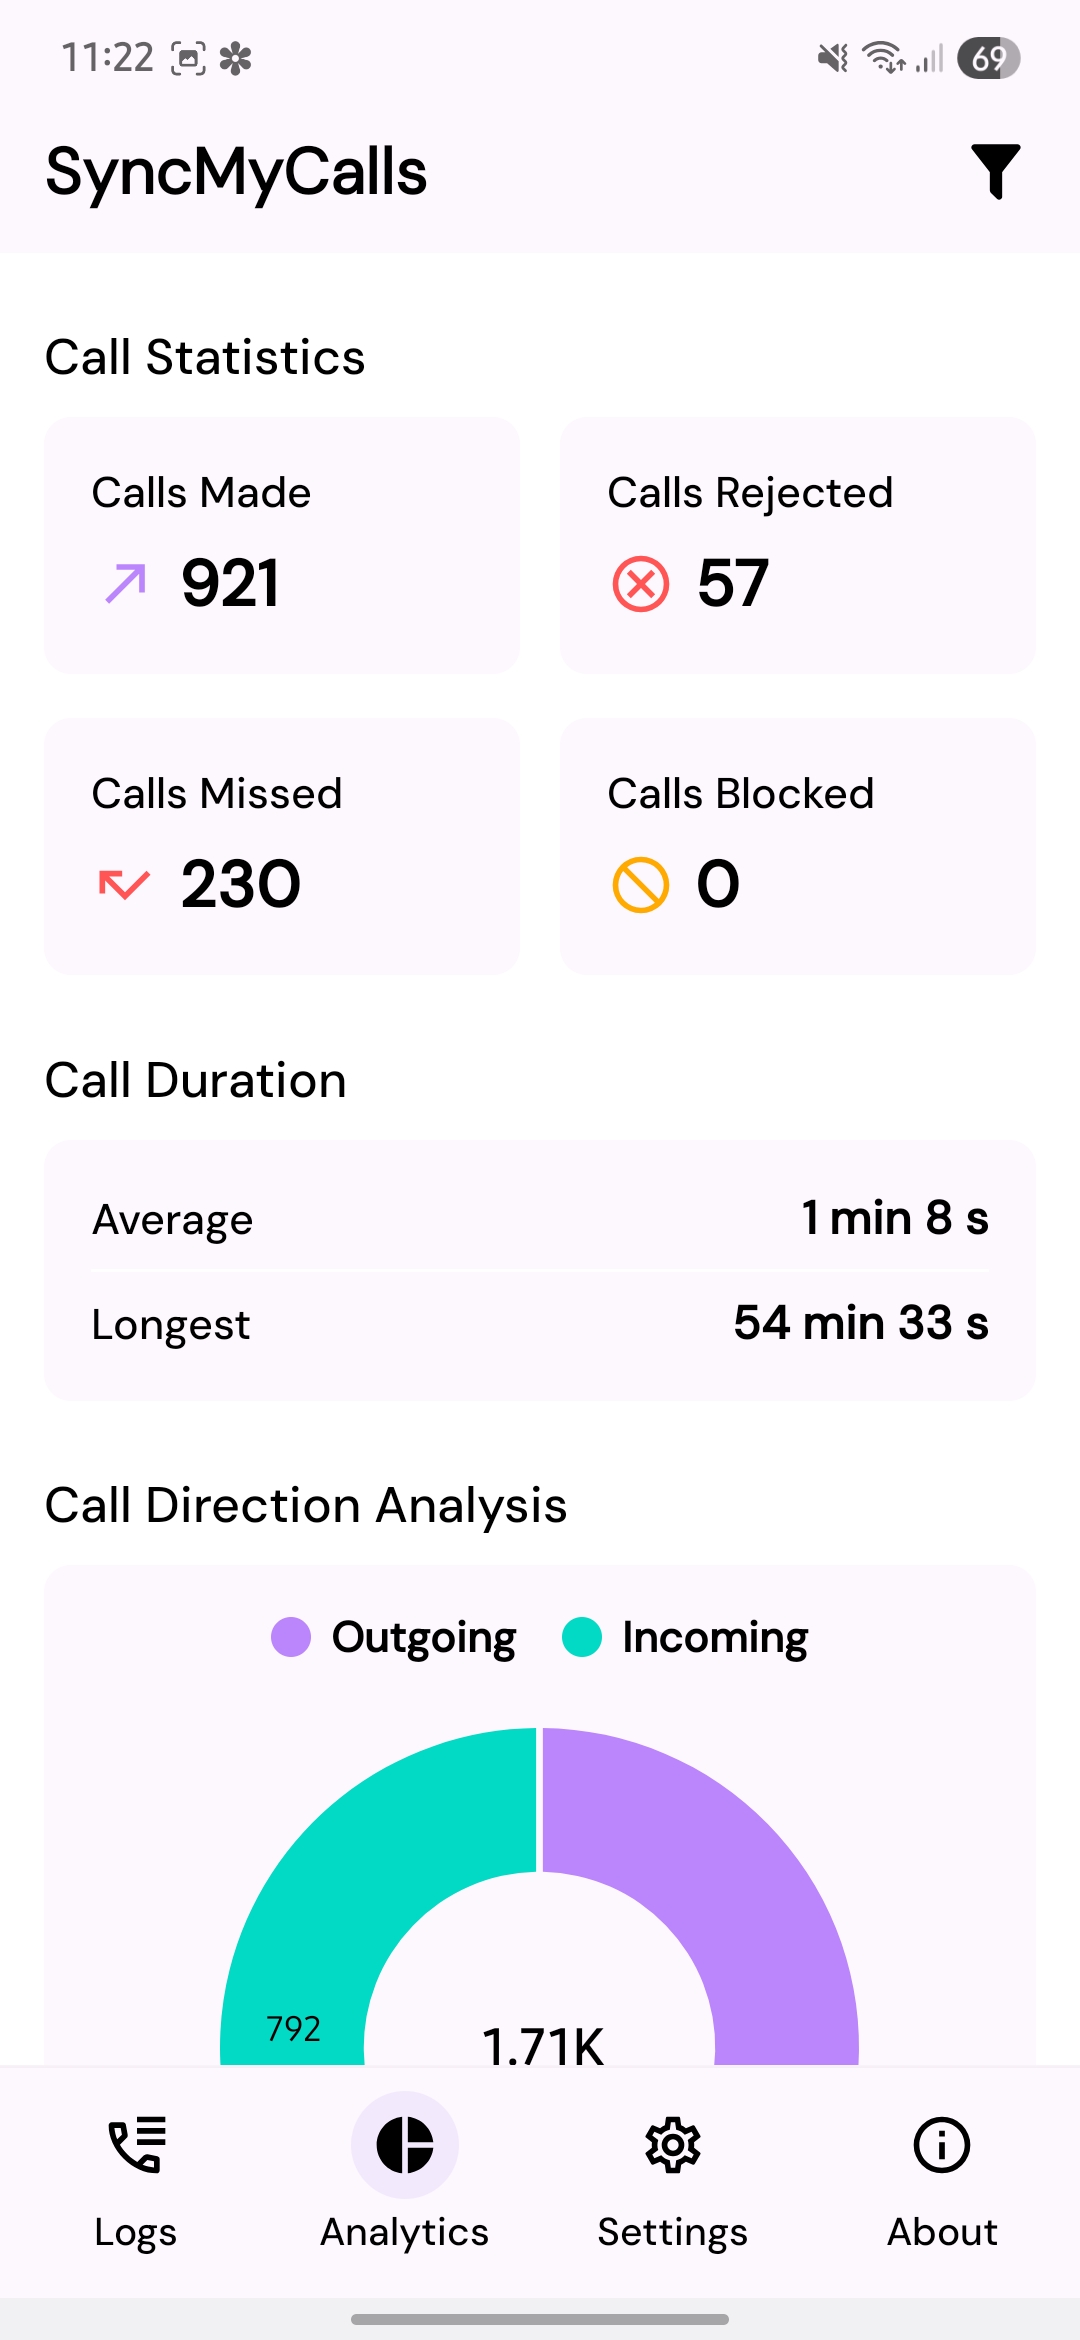 11:22
69
SyncMyCalls
Call Statistics
Calls Made
921
Calls Rejected
57
Calls Missed
230
Calls Blocked
0
Call Duration
Average
1 min 8 s
Longest
54 min 33 s
Call Direction Analysis
Outgoing
Incoming
792
1.71K
Logs
Analytics
Settings
About